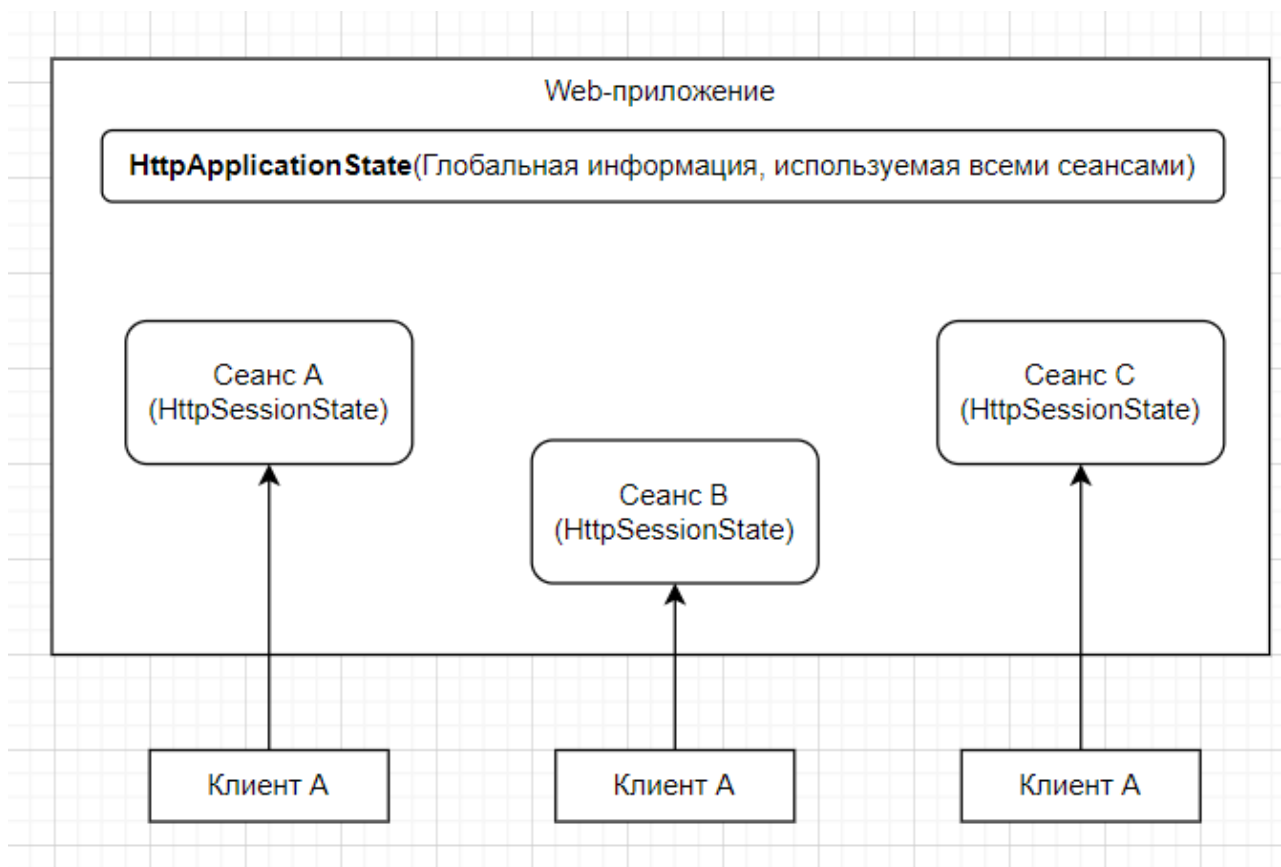 Web-приложение
HttpApplicationState(Глобальная информация, используемая всеми сеансами)
Сеанс A
(HttpSessionState)
Сеанс B
(HttpSessionState)
Сеанс C
(HttpSessionState)
Клиент A
Клиент A
Клиент A